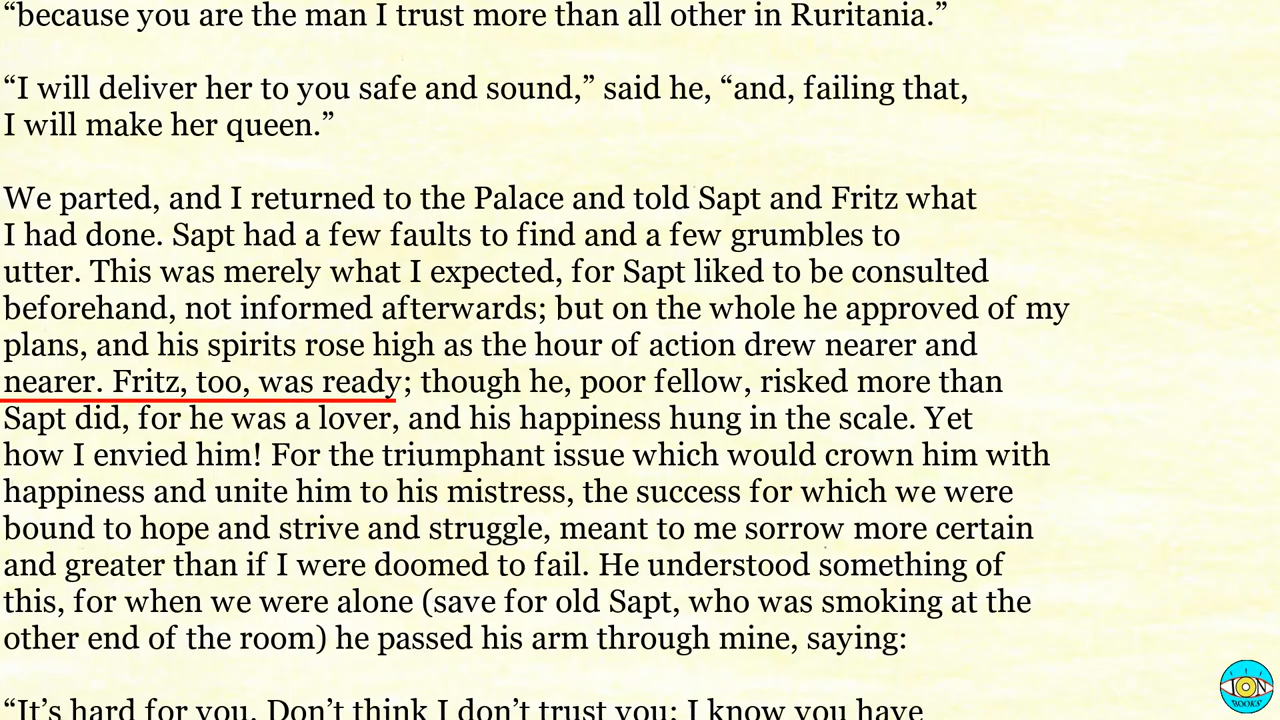 “because you are the man I trust more than all other in Ruritania.”
“I will deliver her to you safe and sound,” said he, “and, failing that,
I will make her queen.”
We parted, and I returned to the Palace and told Sapt and Fritz what
I had done. Sapt had a few faults to find and a few grumbles to
utter. This was merely what I expected, for Sapt liked to be consulted
beforehand, not informed afterwards; but on the whole he approved of my
plans, and his spirits rose high as the hour of action drew nearer and
nearer. Fritz, too, was ready; though he, poor fellow, risked more than
Sapt did, for he was a lover, and his happiness hung in the scale. Yet
how I envied him! For the triumphant issue which would crown him with
happiness and unite him to his mistress, the success for which we were
bound to hope and strive and struggle, meant to me sorrow more certain
and greater than if I were doomed to fail. He understood something of
this, for when we were alone (save for old Sapt, who was smoking at the
other end of the room) he passed his arm through mine, saying:
“It’s hard for you. Don’t think I don’t trust you; I know you have
ION
BOOKS